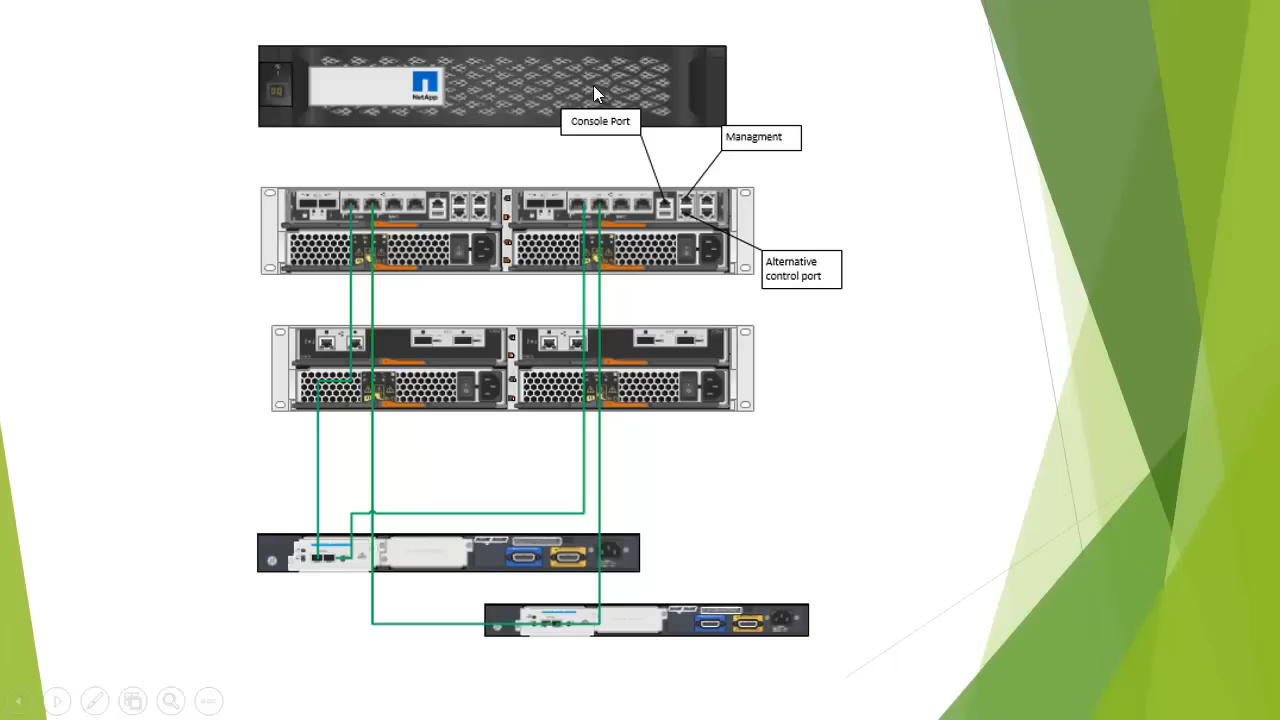 NetApp
Console Port
Managment
Alternative
control port